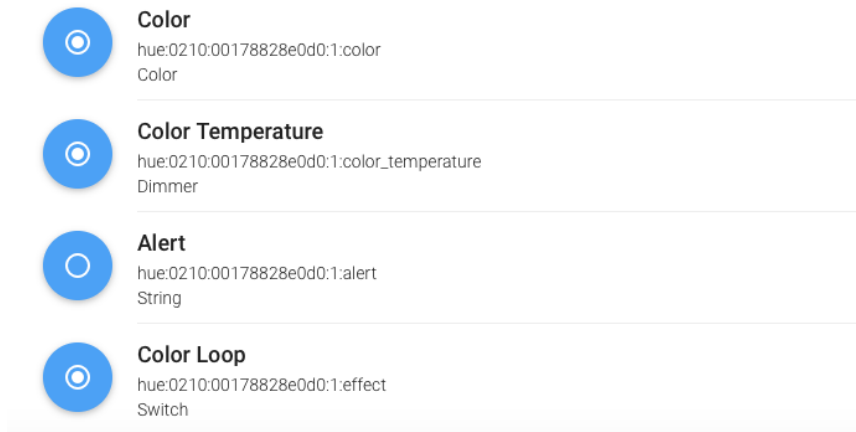 Color
hue:0210:00178828e0d0:1:color
Color
Color Temperature
hue:0210:00178828e0d0:1:color_temperature
Dimmer
Alert
hue:0210:00178828e0d0:1:alert
String
Color Loop
hue:0210:00178828e0d0:1:effect
Switch